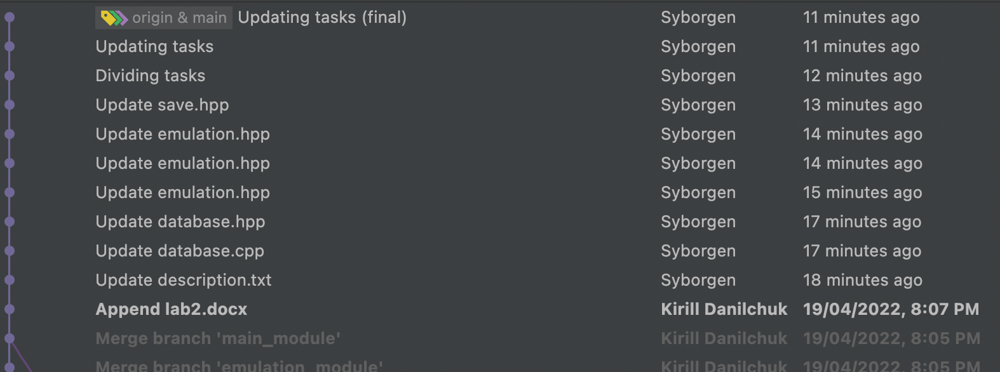 origin & main Updating tasks (final) Syborgen 11 minutes ago
Updating tasks Syborgen 11 minutes ago
Dividing tasks Syborgen 12 minutes ago
Update save.hpp Syborgen 13 minutes ago
Update emulation.hpp Syborgen 14 minutes ago
Update emulation.hpp Syborgen 14 minutes ago
Update emulation.hpp Syborgen 15 minutes ago
Update database.hpp Syborgen 17 minutes ago
Update database.cpp Syborgen 17 minutes ago
Update description.txt Syborgen 18 minutes ago
Append lab2.docx Kirill Danilchuk 19/04/2022, 8:07 PM
Merge branch 'main_module' Kirill Danilchuk 19/04/2022, 8:05 PM
Merge branch 'emulation_module' Kirill Danilchuk 19/04/2022, 8:05 PM